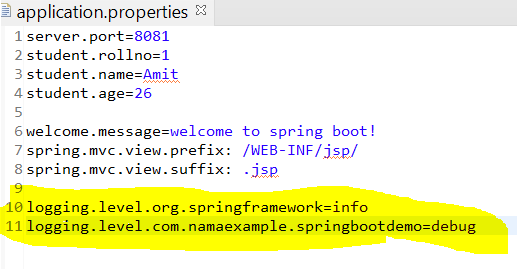 application.properties
1 server.port=8081
2 student.rollno=1
3 student.name=Amit
4 student.age=26
5
6 welcome.message=welcome to spring boot!
7 spring.mvc.view.prefix: /WEB-INF/jsp/
8 spring.mvc.view.suffix: .jsp
9
10 logging.level.org.springframework=info
11 logging.level.com.namaexample.springbootdemo=debug